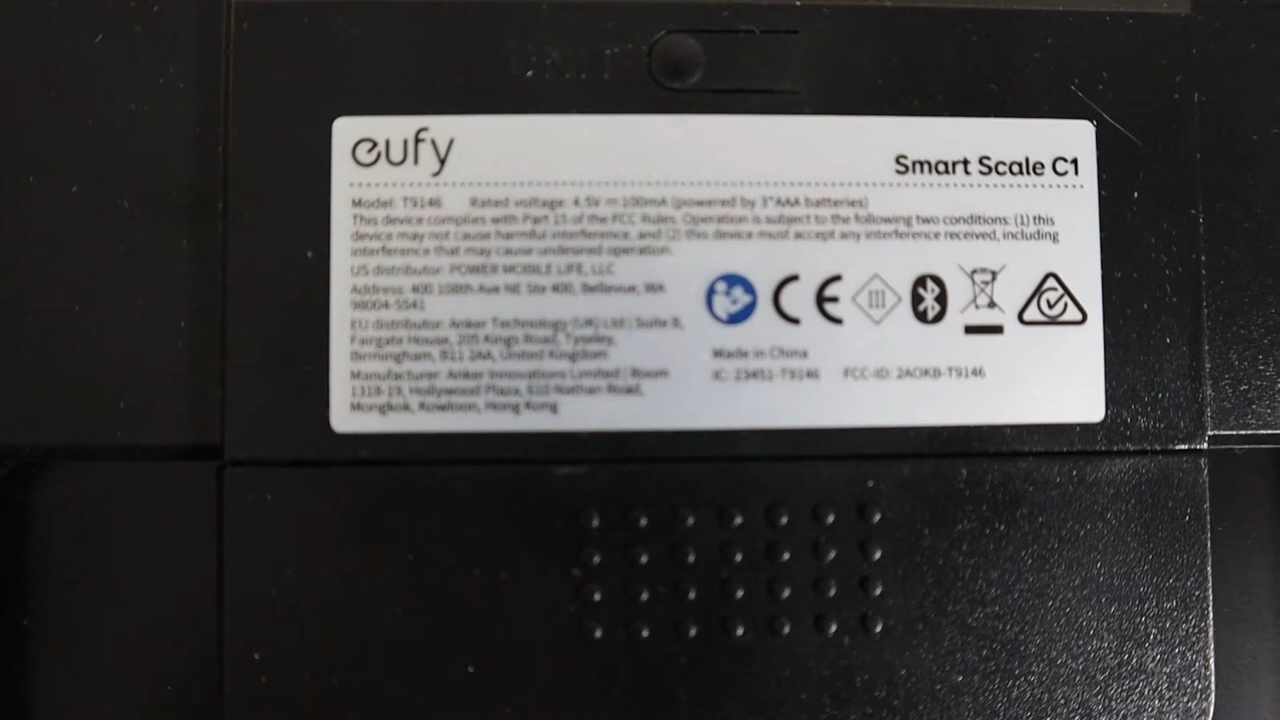 UNIT
eufy
Smart Scale C1
Model: T9146 Rated voltage: 4.5V ⎓ 100mA (powered by 3*AAA batteries)
This device complies with Part 15 of the FCC Rules. Operation is subject to the following two conditions: (1) this
device may not cause harmful interference, and (2) this device must accept any interference received, including
interference that may cause undesired operation.
US distributor: POWER MOBILE LIFE, LLC
Address: 400 108th Ave NE Ste 400, Bellevue, WA
98004-5541
EU distributor: Anker Technology (UK) Ltd | Suite B,
Fairgate House, 205 Kings Road, Tyseley,
Birmingham, B11 2AA, United Kingdom
Manufacturer: Anker Innovations Limited | Room
1318-19, Hollywood Plaza, 610 Nathan Road,
Mongkok, Kowloon, Hong Kong
CE
III
Made in China
IC: 23451-T9146 FCC-ID: 2AOKB-T9146